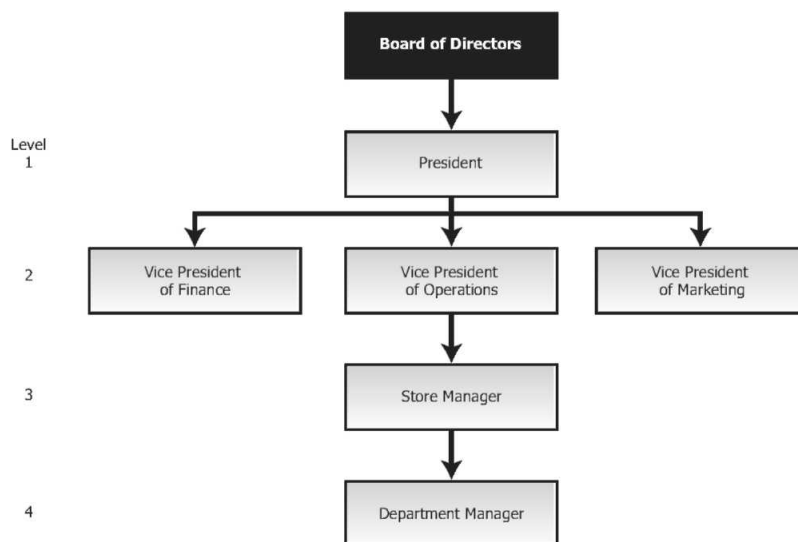 Board of Directors
Level
1
President
2
Vice President
of Finance
Vice President
of Operations
Vice President
of Marketing
3
Store Manager
4
Department Manager